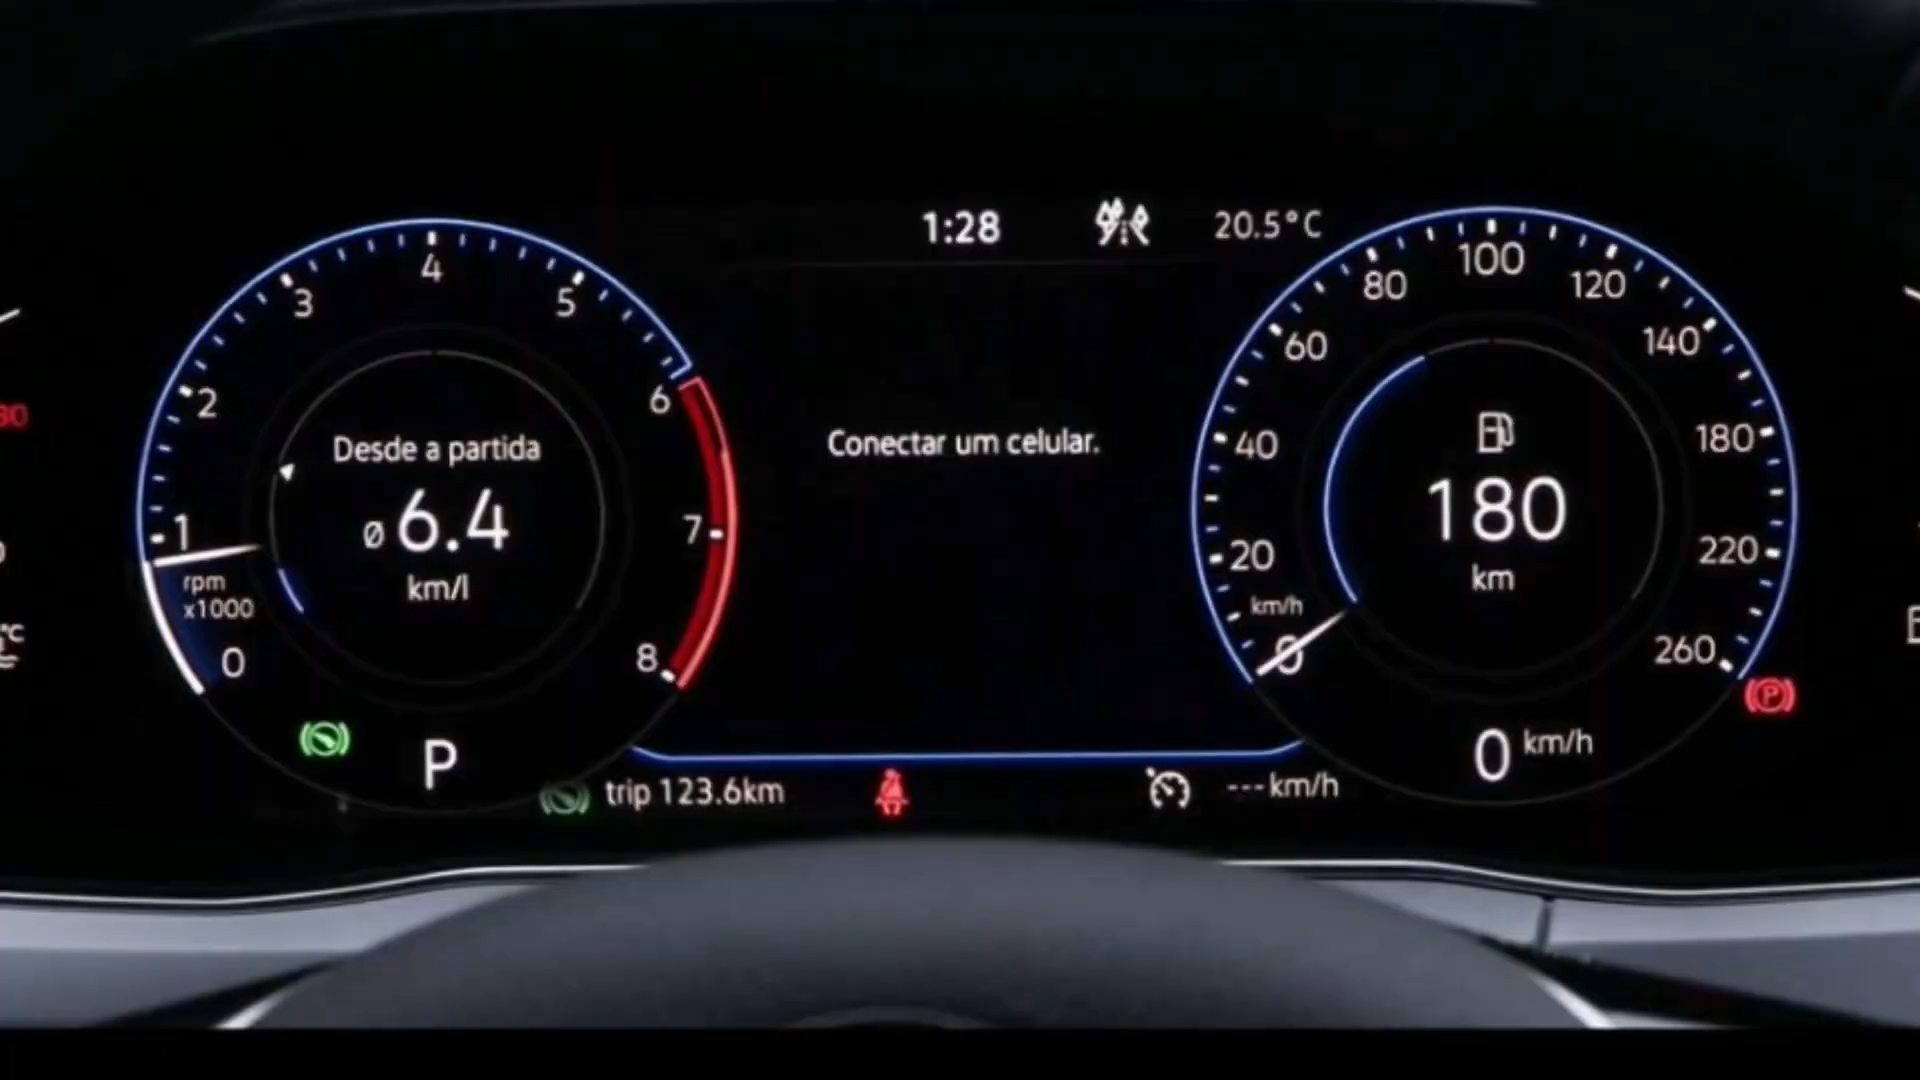 1:28
20.5°C
0
1
2
3
4
5
6
7
8
rpm
x1000
Desde a partida
ø 6.4
km/l
P
Conectar um celular.
0
20
40
60
80
100
120
140
180
220
260
km/h
180
km
0 km/h
P
trip 123.6km
---km/h
°C